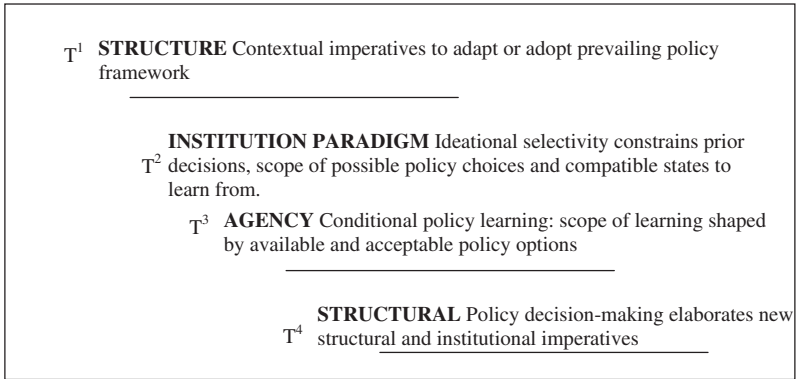 T¹ STRUCTURE Contextual imperatives to adapt or adopt prevailing policy
framework
INSTITUTION PARADIGM Ideational selectivity constrains prior
T² decisions, scope of possible policy choices and compatible states to
learn from.
T³ AGENCY Conditional policy learning: scope of learning shaped
by available and acceptable policy options
STRUCTURAL Policy decision-making elaborates new
T⁴ structural and institutional imperatives